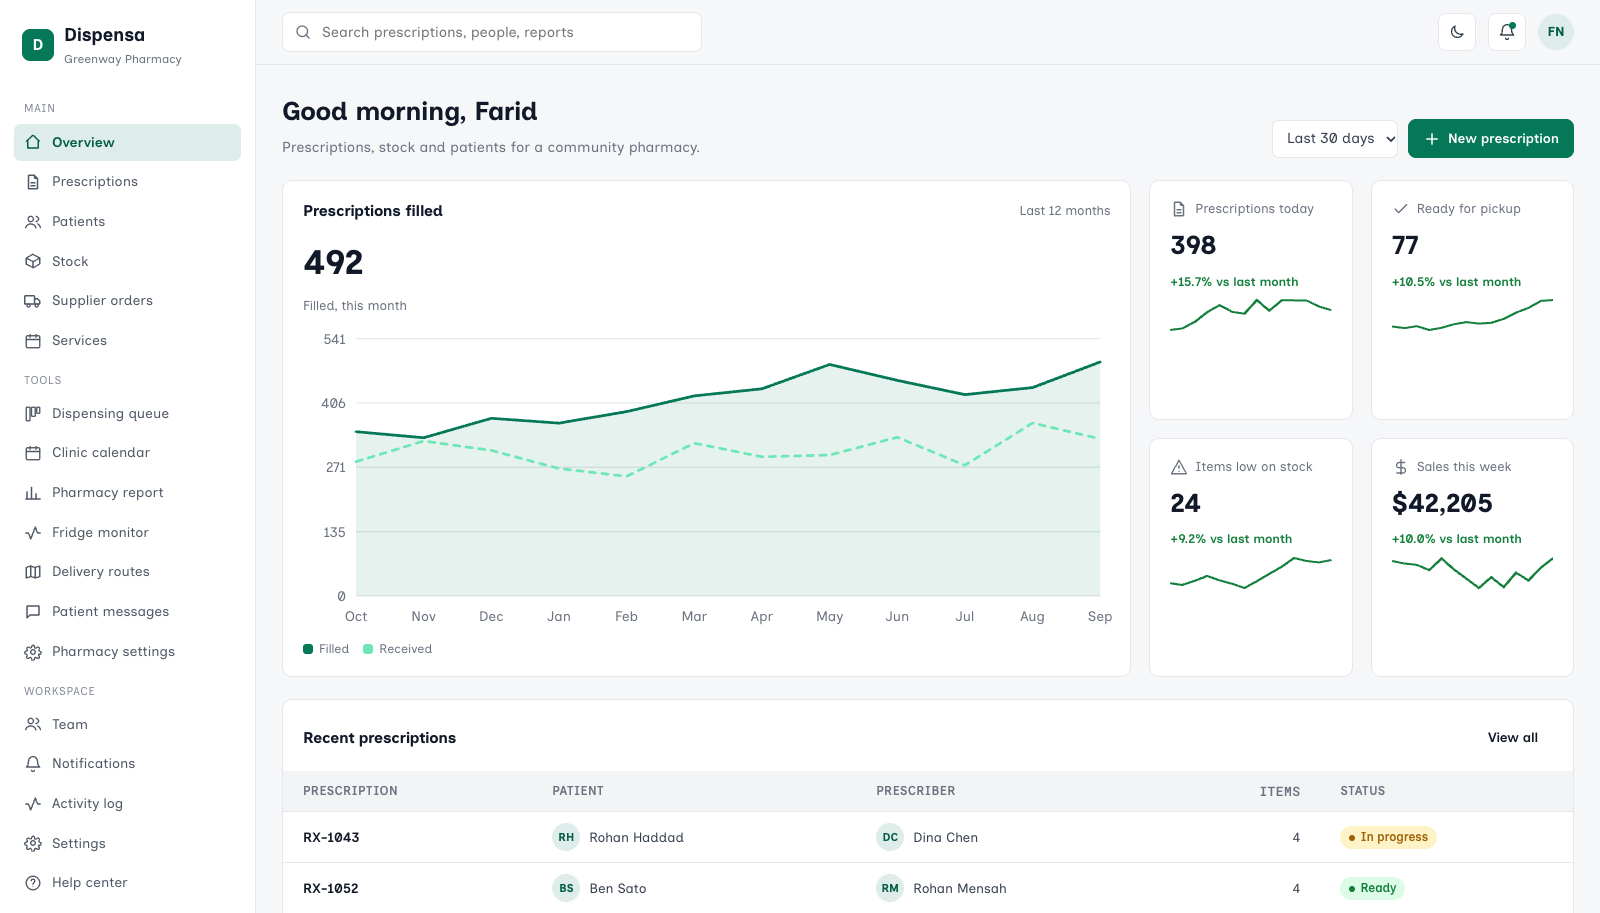 D
Dispensa
Greenway Pharmacy
MAIN
Overview
Prescriptions
Patients
Stock
Supplier orders
Services
TOOLS
Dispensing queue
Clinic calendar
Pharmacy report
Fridge monitor
Delivery routes
Patient messages
Pharmacy settings
WORKSPACE
Team
Notifications
Activity log
Settings
Help center
Search prescriptions, people, reports
FN
Good morning, Farid
Prescriptions, stock and patients for a community pharmacy.
Last 30 days
New prescription
Prescriptions filled
Last 12 months
492
Filled, this month
541
406
271
135
0
Oct Nov Dec Jan Feb Mar Apr May Jun Jul Aug Sep
Filled Received
Prescriptions today
398
+15.7% vs last month
Ready for pickup
77
+10.5% vs last month
Items low on stock
24
+9.2% vs last month
Sales this week
$42,205
+10.0% vs last month
Recent prescriptions
View all
PRESCRIPTION PATIENT PRESCRIBER ITEMS STATUS
RX-1043 RH Rohan Haddad DC Dina Chen 4 In progress
RX-1052 BS Ben Sato RM Rohan Mensah 4 Ready